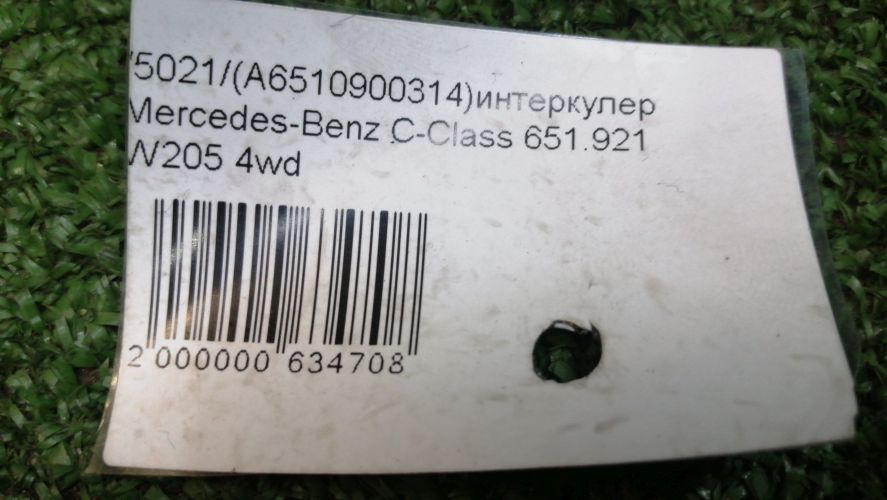 5021/(A6510900314)интеркулер
Mercedes-Benz C-Class 651.921
W205 4wd
2 000000 634708